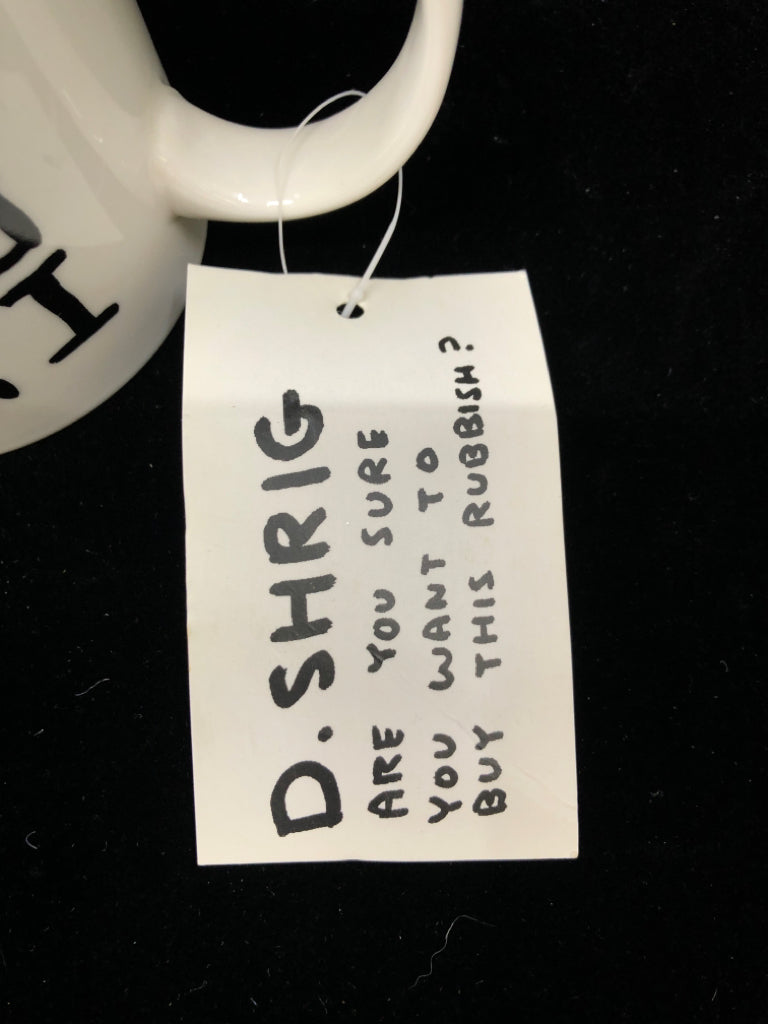 D. SHRIG
ARE YOU SURE
YOU WANT TO
BUY THIS RUBBISH?